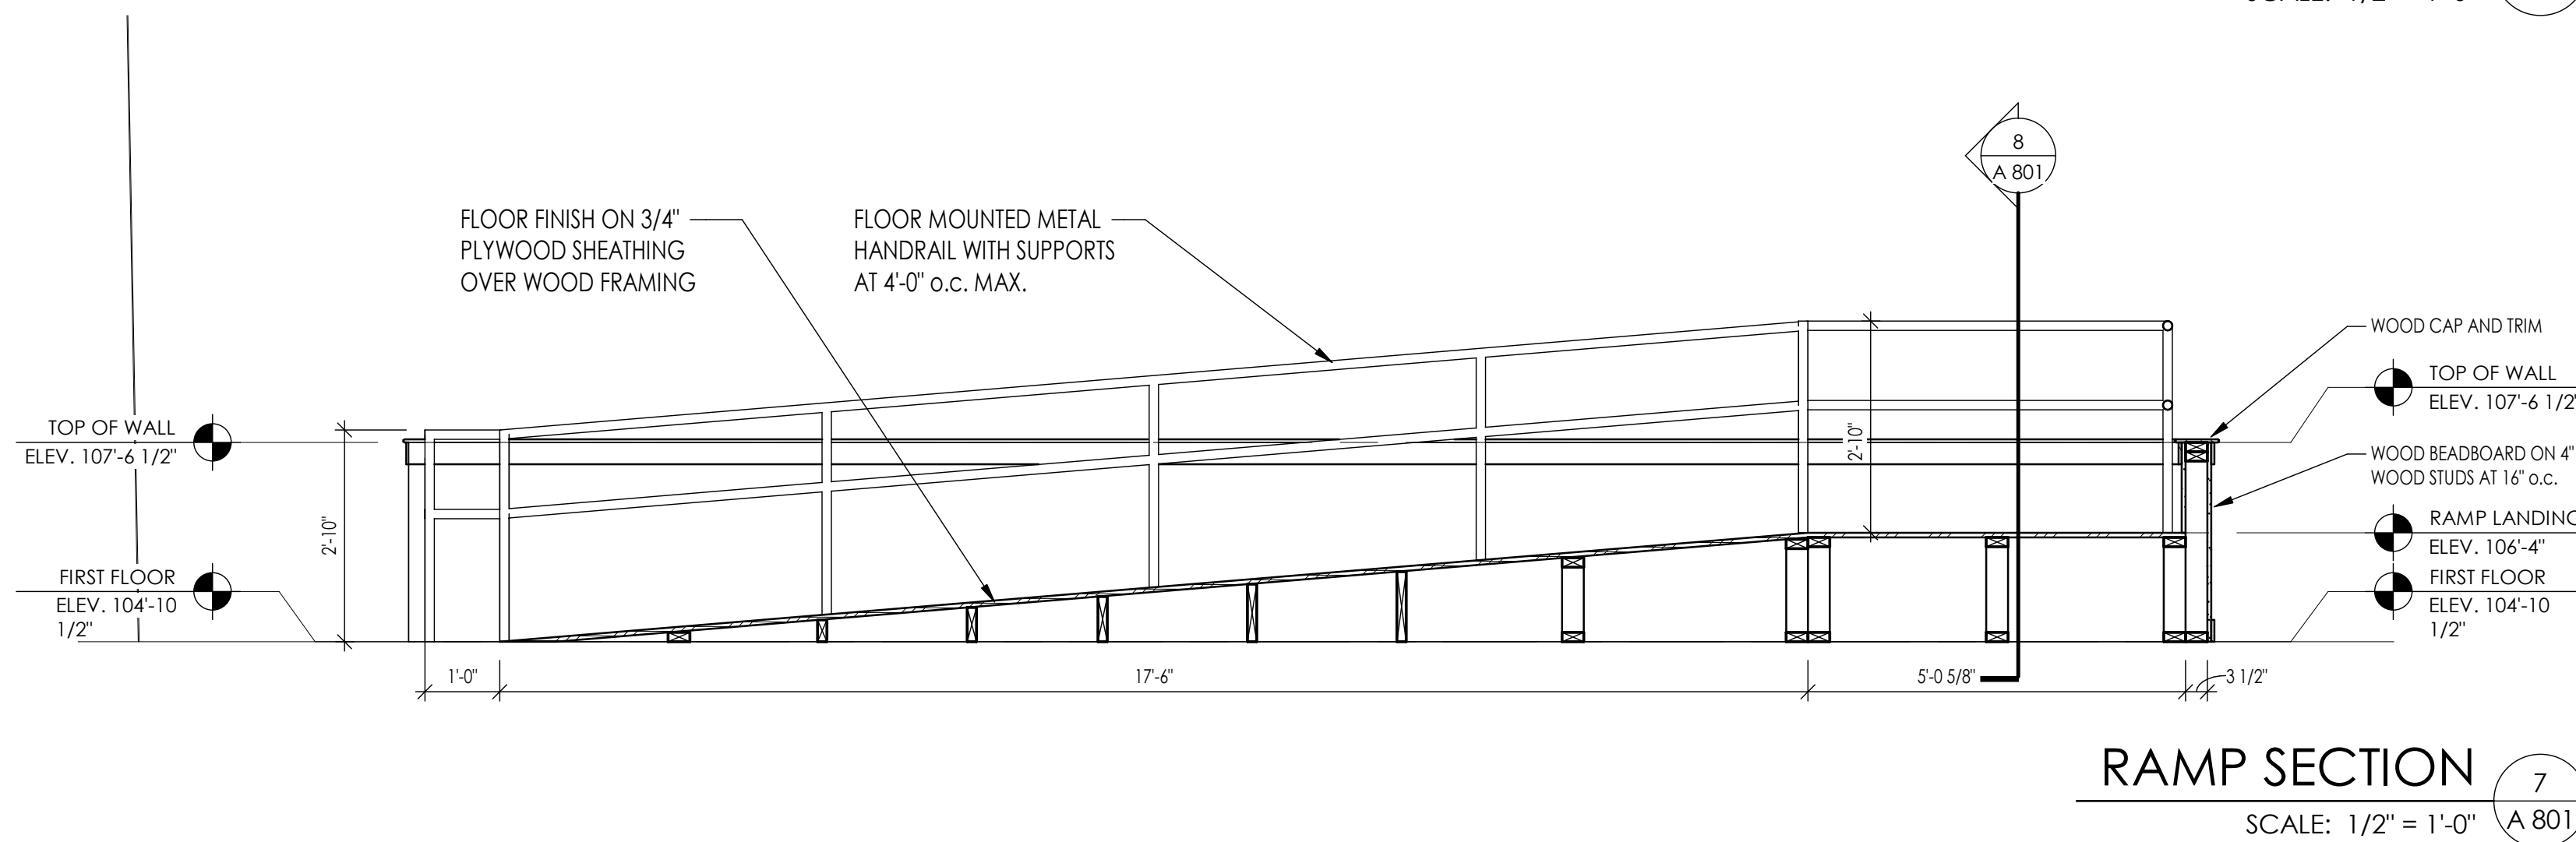 8
A 801
FLOOR FINISH ON 3/4"
PLYWOOD SHEATHING
OVER WOOD FRAMING
FLOOR MOUNTED METAL
HANDRAIL WITH SUPPORTS
AT 4'-0" o.c. MAX.
WOOD CAP AND TRIM
TOP OF WALL
ELEV. 107'-6 1/2"
TOP OF WALL
ELEV. 107'-6 1/2"
WOOD BEADBOARD ON 4"
WOOD STUDS AT 16" o.c.
2'-10"
2'-10"
RAMP LANDING
ELEV. 106'-4"
FIRST FLOOR
ELEV. 104'-10
1/2"
FIRST FLOOR
ELEV. 104'-10
1/2"
1'-0"
17'-6"
5'-0 5/8"
3 1/2"
RAMP SECTION
7
SCALE: 1/2" = 1'-0"
A 801